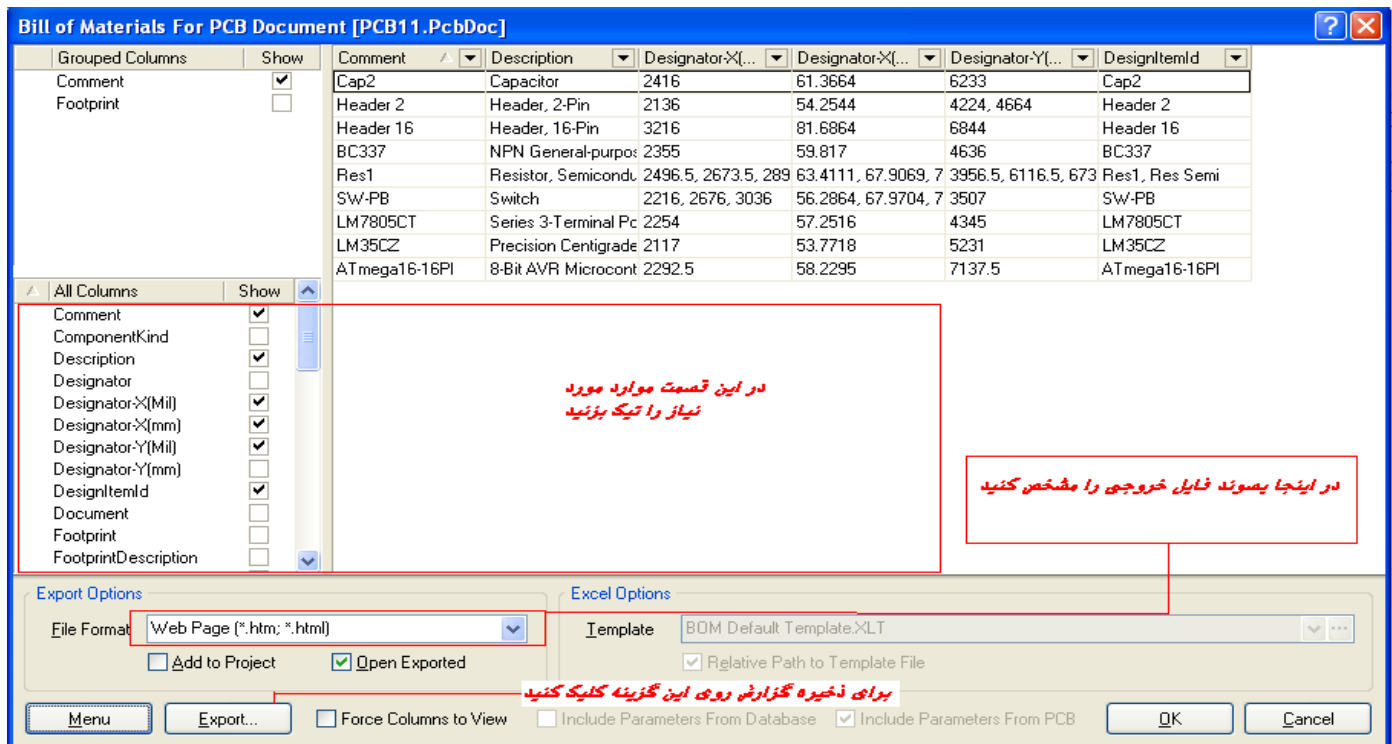 Bill of Materials For PCB Document [PCB11.PcbDoc]
Grouped Columns Show
Comment
Footprint
Comment Description Designator-X(... Designator-X(... Designator-Y(... DesignItemId
Cap2 Capacitor 2416 61.3664 6233 Cap2
Header 2 Header, 2-Pin 2136 54.2544 4224, 4664 Header 2
Header 16 Header, 16-Pin 3216 81.6864 6844 Header 16
BC337 NPN General-purpos 2355 59.817 4636 BC337
Res1 Resistor, Semicondu 2496.5, 2673.5, 289 63.4111, 67.9069, 7 3956.5, 6116.5, 673 Res1, Res Semi
SW-PB Switch 2216, 2676, 3036 56.2864, 67.9704, 7 3507 SW-PB
LM7805CT Series 3-Terminal Po 2254 57.2516 4345 LM7805CT
LM35CZ Precision Centigrade 2117 53.7718 5231 LM35CZ
ATmega16-16PI 8-Bit AVR Microcont 2292.5 58.2295 7137.5 ATmega16-16PI
All Columns Show
Comment
ComponentKind
Description
Designator
Designator-X(Mil)
Designator-X(mm)
Designator-Y(Mil)
Designator-Y(mm)
DesignItemId
Document
Footprint
FootprintDescription
در این قسمت موارد مورد
نیاز را تیک بزنید
در اینجا پسوند فایل خروجی را مشخص کنید
Export Options
File Format Web Page (*.htm; *.html)
Add to Project Open Exported
Excel Options
Template BOM Default Template.XLT
Relative Path to Template File
برای ذخیره گزارش روی این گزینه کلیک کنید
Menu Export... Force Columns to View Include Parameters From Database Include Parameters From PCB OK Cancel